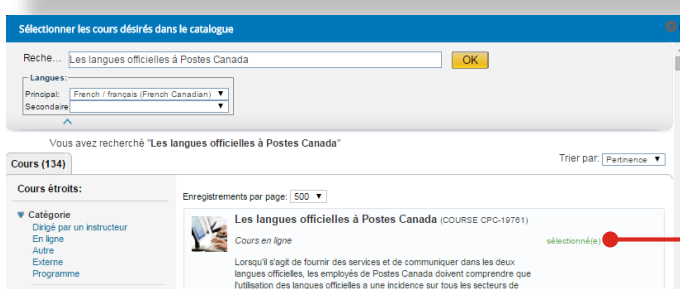 Sélectionner les cours désirés dans le catalogue
Reche... Les langues officielles à Postes Canada OK
Langues:
Principal: French / français (French Canadian)
Secondaire
Vous avez recherché "Les langues officielles à Postes Canada"
Cours (134)
Trier par: Pertinence
Cours étroits:
Enregistrements par page: 500
Catégorie
Dirigé par un instructeur
En ligne
Autre
Externe
Programme
Les langues officielles à Postes Canada (COURSE CPC-19761)
Cours en ligne
sélectionné(e)
Lorsqu'il s'agit de fournir des services et de communiquer dans les deux
langues officielles, les employés de Postes Canada doivent comprendre que
l'utilisation des langues officielles a une incidence sur tous les secteurs de